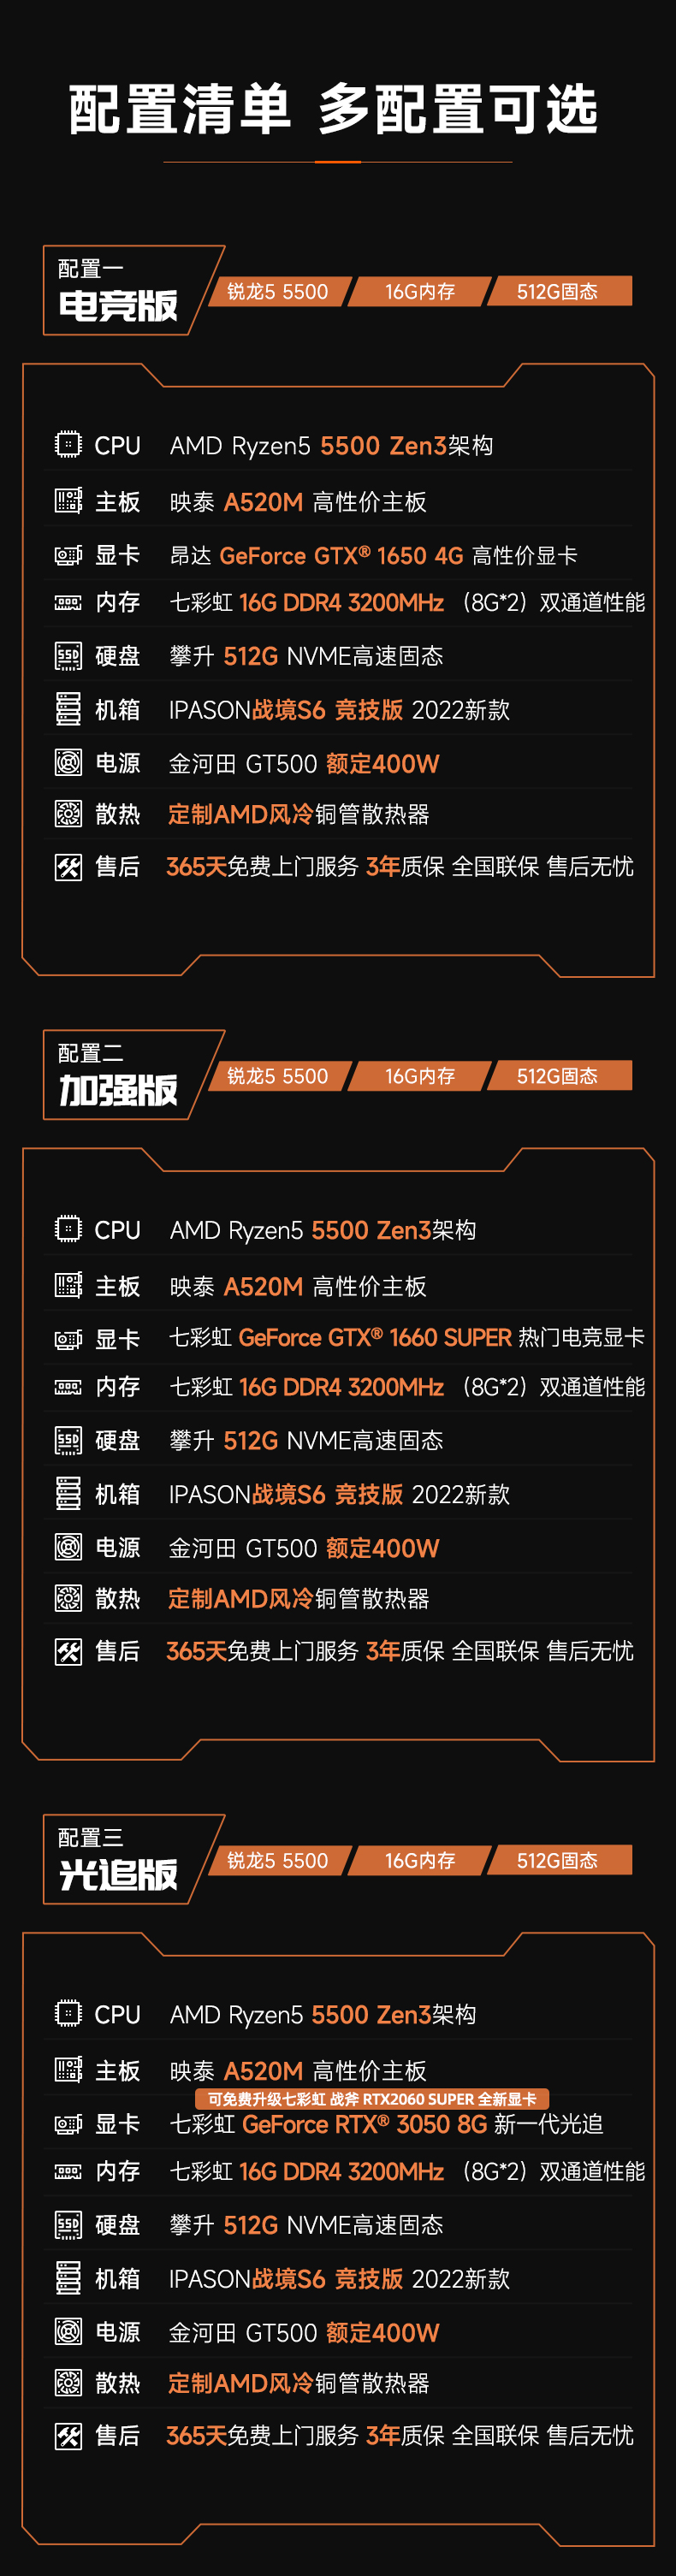 配置清单 多配置可选
配置一
电竞版
锐龙5 5500 16G内存 512G固态
CPU AMD Ryzen5 5500 Zen3架构
主板 映泰 A520M 高性价主板
显卡 昂达 GeForce GTX® 1650 4G 高性价显卡
内存 七彩虹 16G DDR4 3200MHz （8G*2）双通道性能
SSD 硬盘 攀升 512G NVME高速固态
机箱 IPASON战境S6 竞技版 2022新款
电源 金河田 GT500 额定400W
散热 定制AMD风冷铜管散热器
售后 365天免费上门服务 3年质保 全国联保 售后无忧
配置二
加强版
锐龙5 5500 16G内存 512G固态
CPU AMD Ryzen5 5500 Zen3架构
主板 映泰 A520M 高性价主板
显卡 七彩虹 GeForce GTX® 1660 SUPER 热门电竞显卡
内存 七彩虹 16G DDR4 3200MHz （8G*2）双通道性能
SSD 硬盘 攀升 512G NVME高速固态
机箱 IPASON战境S6 竞技版 2022新款
电源 金河田 GT500 额定400W
散热 定制AMD风冷铜管散热器
售后 365天免费上门服务 3年质保 全国联保 售后无忧
配置三
光追版
锐龙5 5500 16G内存 512G固态
CPU AMD Ryzen5 5500 Zen3架构
主板 映泰 A520M 高性价主板
可免费升级七彩虹 战斧 RTX2060 SUPER 全新显卡
显卡 七彩虹 GeForce RTX® 3050 8G 新一代光追
内存 七彩虹 16G DDR4 3200MHz （8G*2）双通道性能
SSD 硬盘 攀升 512G NVME高速固态
机箱 IPASON战境S6 竞技版 2022新款
电源 金河田 GT500 额定400W
散热 定制AMD风冷铜管散热器
售后 365天免费上门服务 3年质保 全国联保 售后无忧